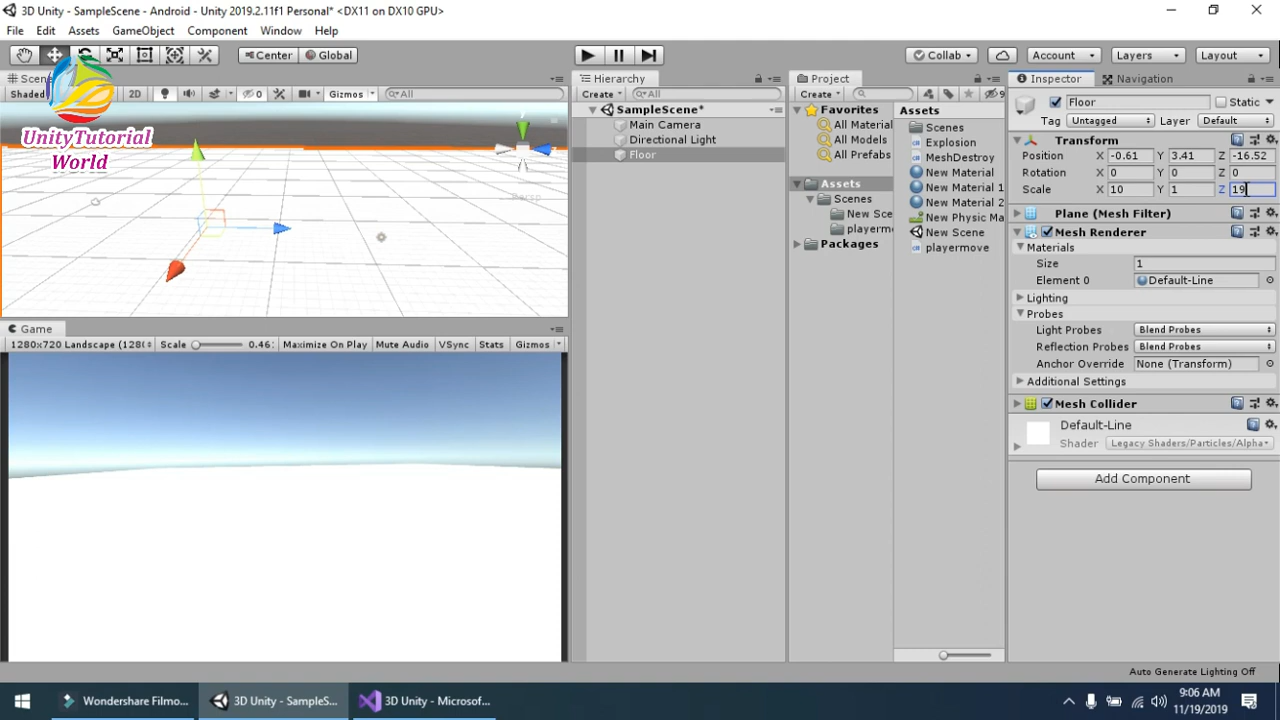 3D Unity - SampleScene - Android - Unity 2019.2.11f1 Personal* <DX11 on DX10 GPU>
File Edit Assets GameObject Component Window Help
Center Global Collab Account Layers Layout
Scene Hierarchy Project Inspector Navigation
Shaded 2D 0 Gizmos All Create All Create 9
UnityTutorial
World
Persp
SampleScene*
Main Camera
Directional Light
Floor
Favorites
All Material
All Models
All Prefabs
Assets
Scenes
New Sce
playerm
Packages
Assets
Scenes
Explosion
MeshDestroy
New Material
New Material 1
New Material 2
New Physic Ma
New Scene
playermove
Floor Static
Tag Untagged Layer Default
Transform
Position X -0.61 Y 3.41 Z -16.52
Rotation X 0 Y 0 Z 0
Scale X 10 Y 1 Z 19
Plane (Mesh Filter)
Mesh Renderer
Materials
Size 1
Element 0 Default-Line
Lighting
Probes
Light Probes Blend Probes
Reflection Probes Blend Probes
Anchor Override None (Transform)
Additional Settings
Mesh Collider
Default-Line
Shader Legacy Shaders/Particles/Alpha
Add Component
Game
1280x720 Landscape (128 Scale 0.46 Maximize On Play Mute Audio VSync Stats Gizmos
Auto Generate Lighting Off
Wondershare Filmo... 3D Unity - SampleS... 3D Unity - Microsof...
9:06 AM
11/19/2019